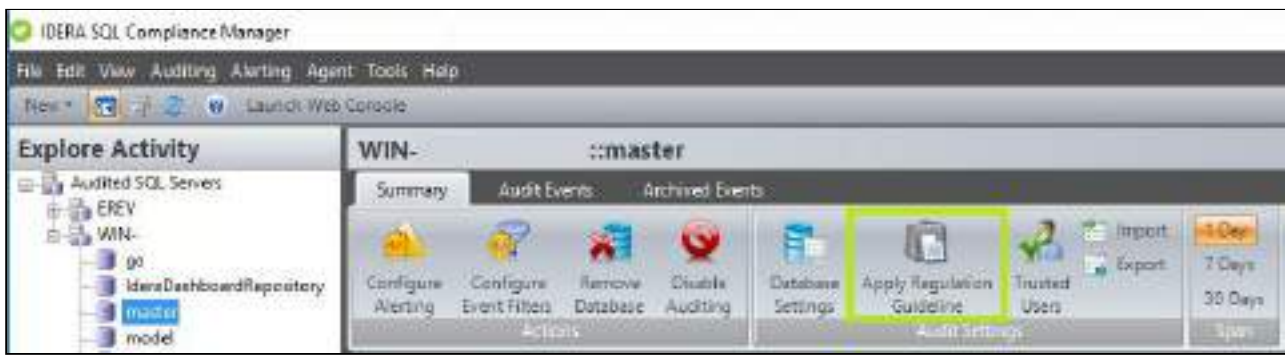 IDERA SQL Compliance Manager
File Edit View Auditing Alerting Agent Tools Help
New Launch Web Console
Explore Activity
Audited SQL Servers
EREV
WIN-
go
IderaDashboardRepository
master
model
WIN- ::master
Summary Audit Events Archived Events
Configure Alerting
Configure Event Filters
Remove Database
Disable Auditing
Actions
Database Settings
Apply Regulation Guideline
Trusted Users
Import
Export
Audit Settings
1 Day
7 Days
30 Days
Span